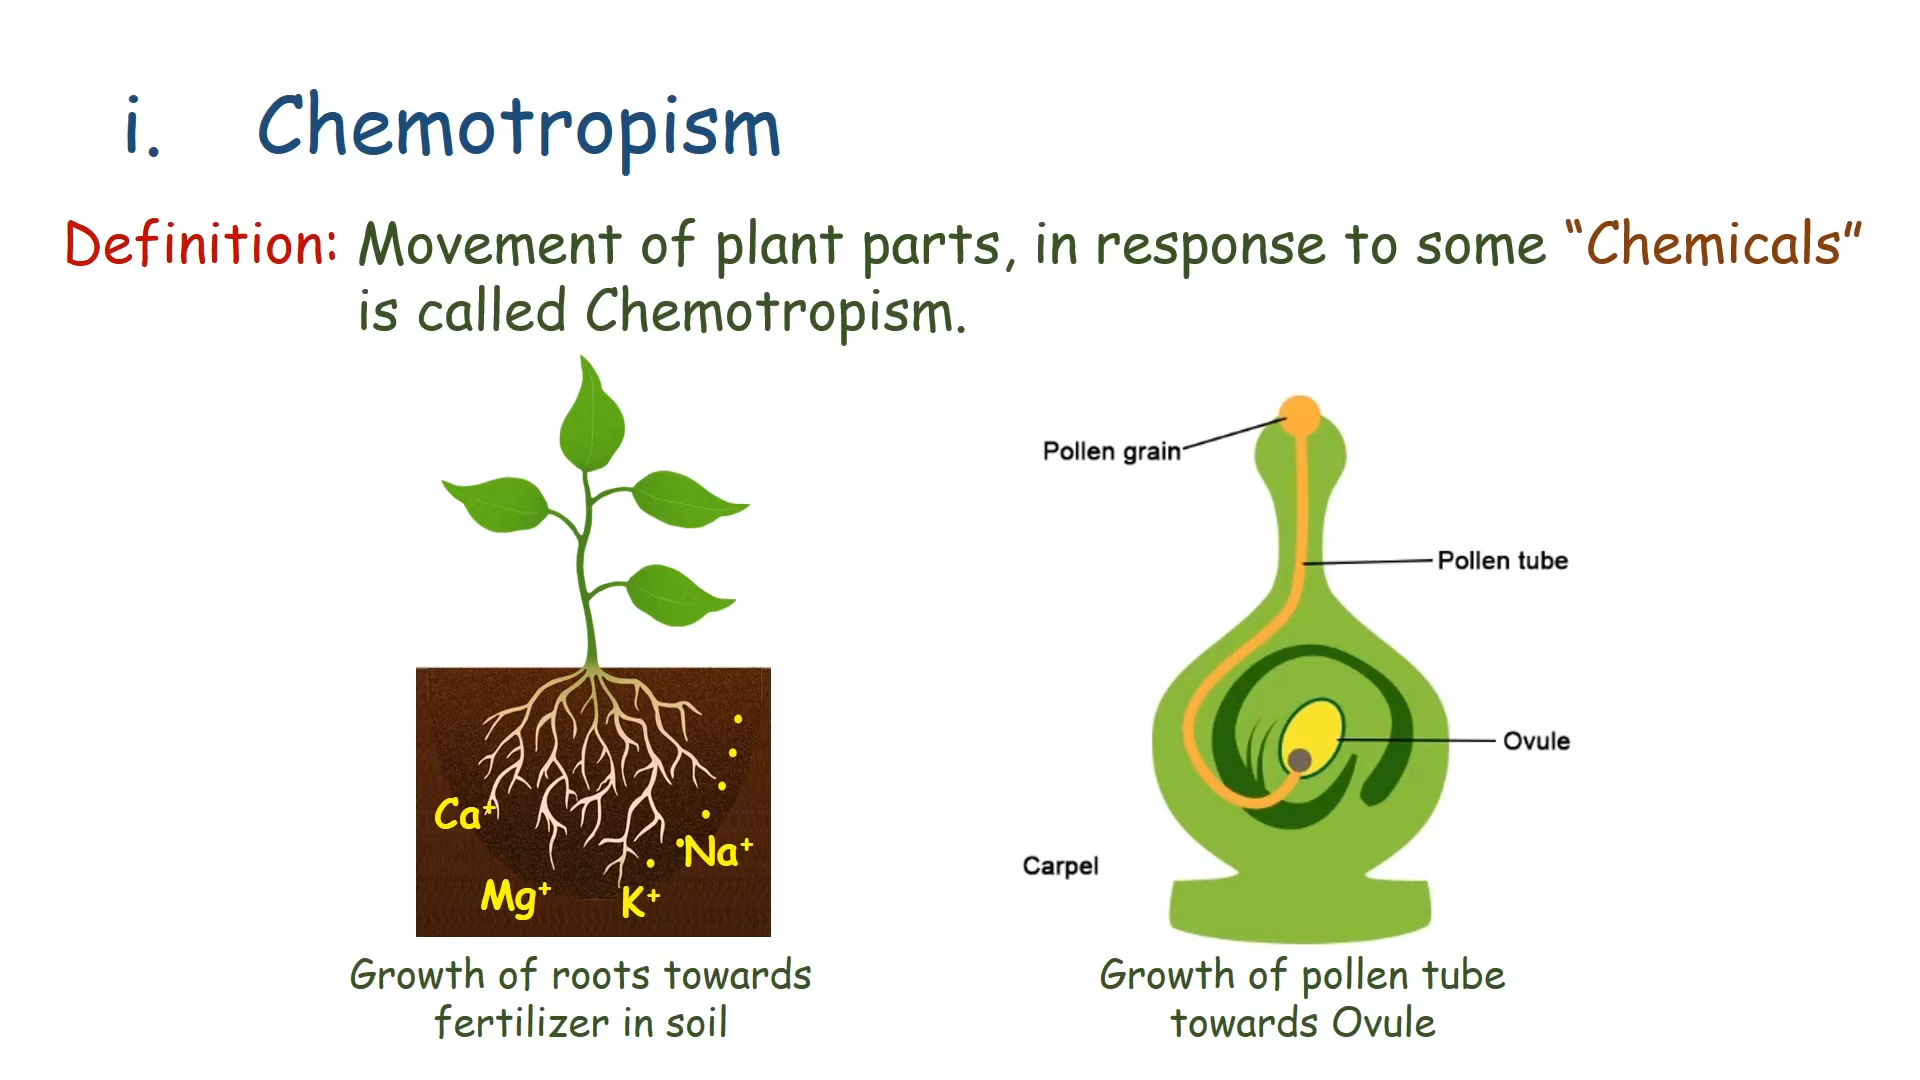 i. Chemotropism
Definition: Movement of plant parts, in response to some “Chemicals”
is called Chemotropism.
Pollen grain
Pollen tube
Ovule
Carpel
Ca⁺
Na⁺
Mg⁺
K⁺
Growth of roots towards
fertilizer in soil
Growth of pollen tube
towards Ovule